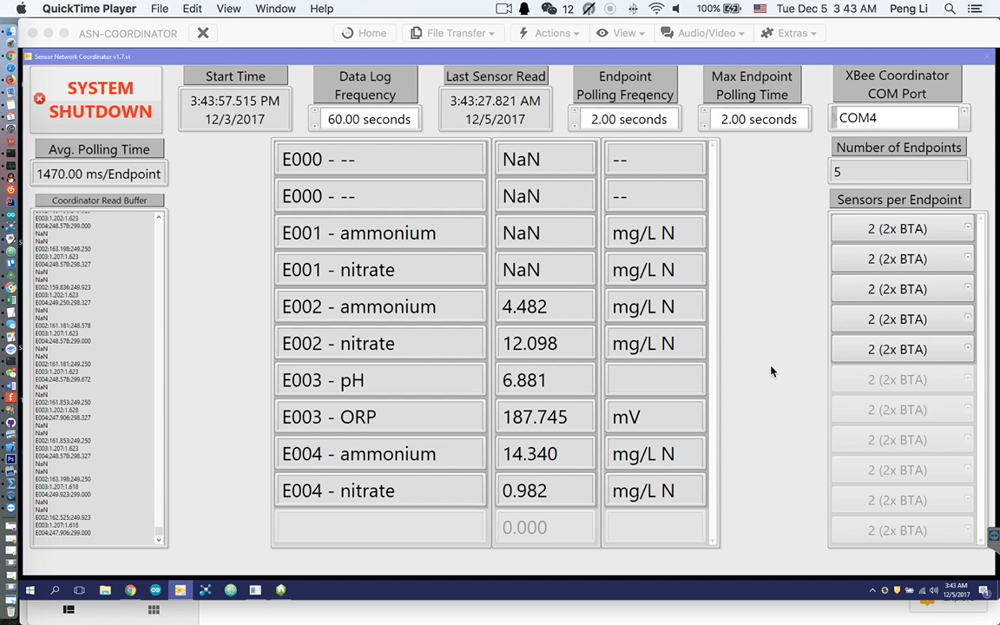 QuickTime Player File Edit View Window Help 12 100% Tue Dec 5 3 43 AM Peng Li
ASN-COORDINATOR Home File Transfer Actions View Audio/Video Extras
Sensor Network Coordinator v1.7.vi
SYSTEM
SHUTDOWN
Start Time
3:43:57.515 PM
12/3/2017
Data Log
Frequency
60.00 seconds
Last Sensor Read
3:43:27.821 AM
12/5/2017
Endpoint
Polling Freqency
2.00 seconds
Max Endpoint
Polling Time
2.00 seconds
XBee Coordinator
COM Port
COM4
Avg. Polling Time
1470.00 ms/Endpoint
Number of Endpoints
5
Coordinator Read Buffer
E003:1.202:1.623
E004:248.578:299.000
NaN
NaN
E002:163.198:249.250
E003:1.207:1.623
E004:248.578:298.327
NaN
NaN
E002:159.836:249.923
E003:1.202:1.623
E004:249.250:298.327
NaN
NaN
E002:161.181:248.578
E003:1.207:1.623
E004:248.578:299.000
NaN
NaN
E002:161.181:249.250
E003:1.207:1.623
E004:248.578:299.672
NaN
NaN
E002:161.853:249.250
E003:1.202:1.628
E004:247.906:298.327
NaN
NaN
E002:161.853:249.250
E003:1.207:1.623
E004:248.578:298.327
NaN
NaN
E002:163.198:249.250
E003:1.207:1.618
E004:249.923:299.000
NaN
NaN
E002:162.525:249.923
E003:1.207:1.618
E004:247.906:299.000
E000 - -- NaN --
E000 - -- NaN --
E001 - ammonium NaN mg/L N
E001 - nitrate NaN mg/L N
E002 - ammonium 4.482 mg/L N
E002 - nitrate 12.098 mg/L N
E003 - pH 6.881
E003 - ORP 187.745 mV
E004 - ammonium 14.340 mg/L N
E004 - nitrate 0.982 mg/L N
0.000
Sensors per Endpoint
2 (2x BTA)
2 (2x BTA)
2 (2x BTA)
2 (2x BTA)
2 (2x BTA)
2 (2x BTA)
2 (2x BTA)
2 (2x BTA)
2 (2x BTA)
2 (2x BTA)
2 (2x BTA)
3:43 AM
12/5/2017